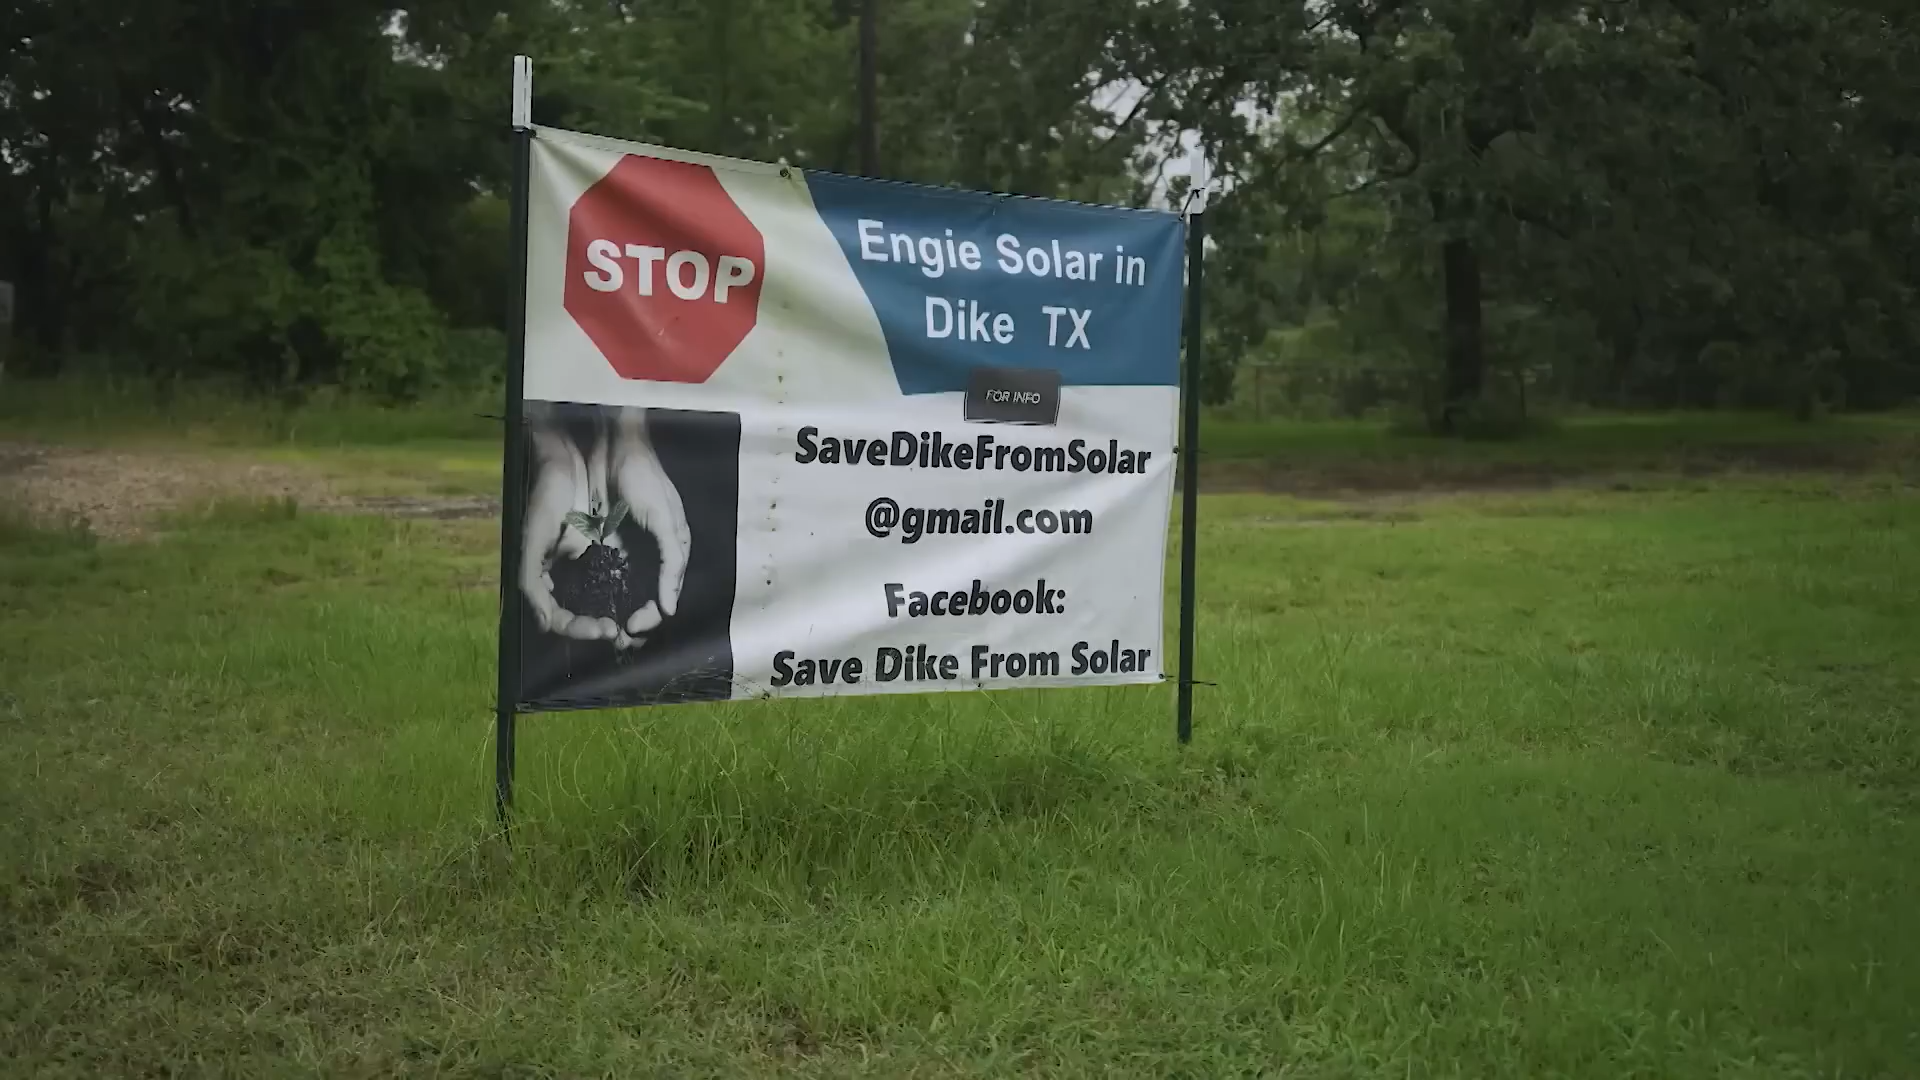 STOP
Engie Solar in
Dike TX
FOR INFO
SaveDikeFromSolar
@gmail.com
Facebook:
Save Dike From Solar